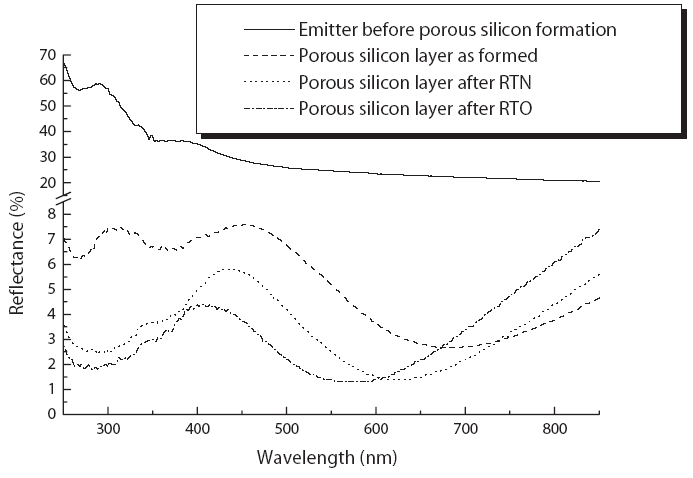 Emitter before porous silicon formation
Porous silicon layer as formed
Porous silicon layer after RTN
Porous silicon layer after RTO
70
60
50
40
30
20
8
7
6
5
4
3
2
1
0
Reflectance (%)
300 400 500 600 700 800
Wavelength (nm)